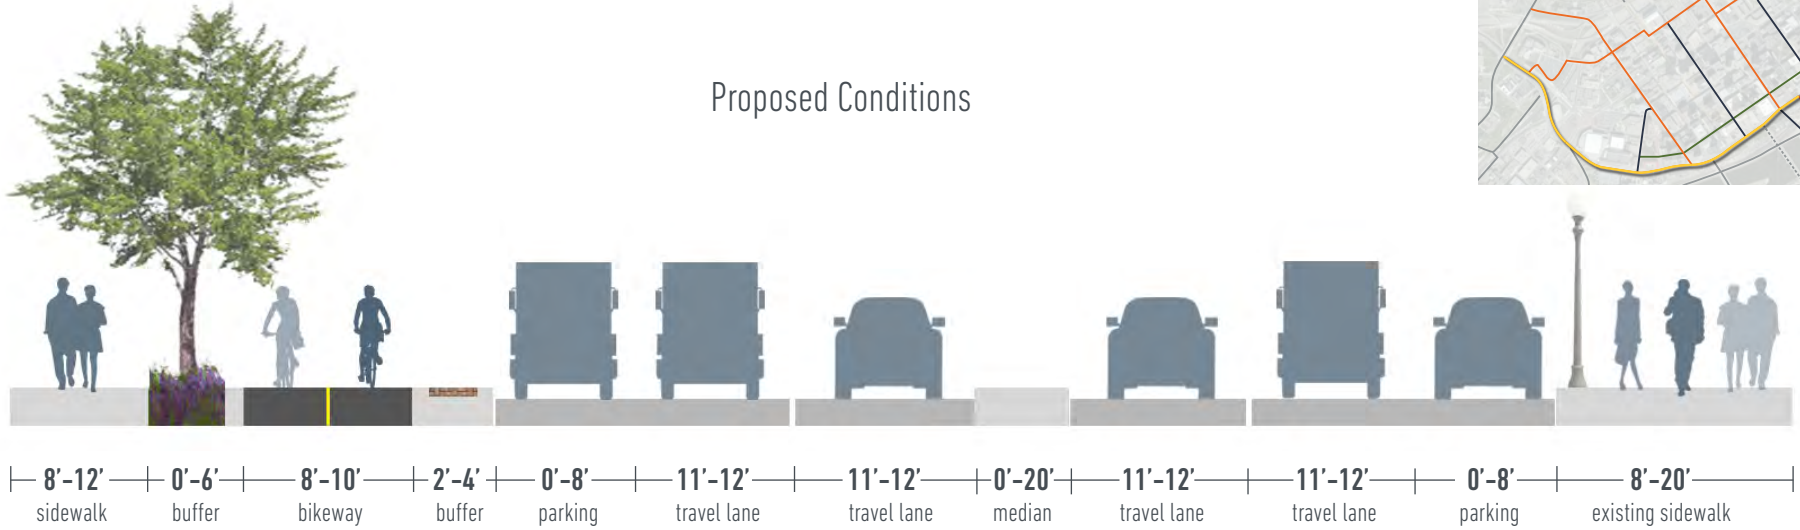 Proposed Conditions
8'-12' 0'-6' 8'-10' 2'-4' 0'-8' 11'-12' 11'-12' 0'-20' 11'-12' 11'-12' 0'-8' 8'-20'
sidewalk buffer bikeway buffer parking travel lane travel lane median travel lane travel lane parking existing sidewalk